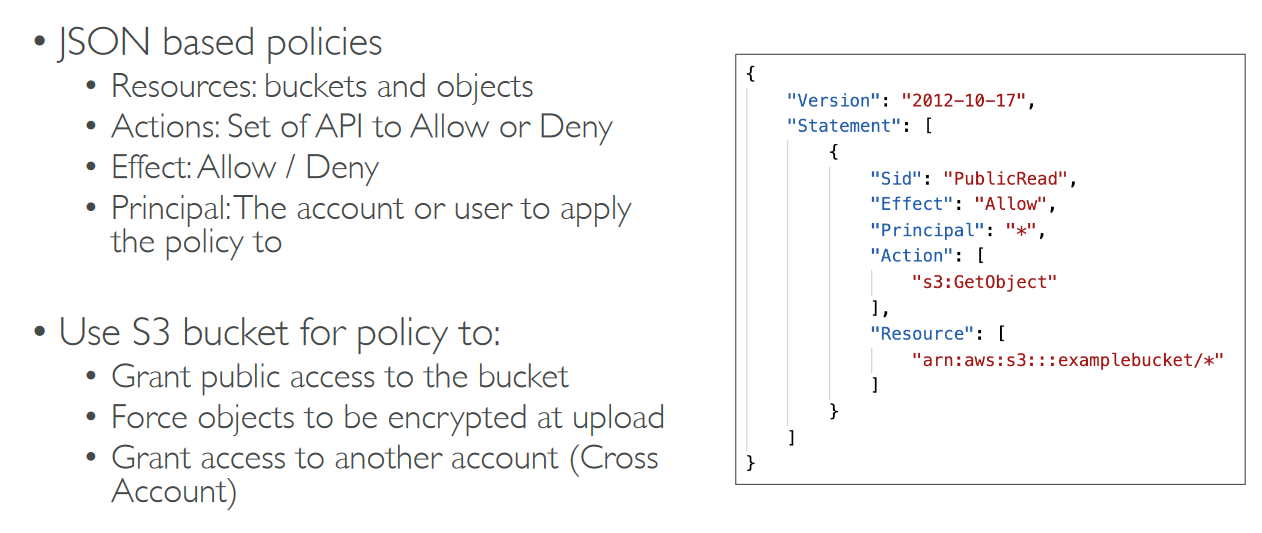 • JSON based policies
• Resources: buckets and objects
• Actions: Set of API to Allow or Deny
• Effect: Allow / Deny
• Principal: The account or user to apply
the policy to
• Use S3 bucket for policy to:
• Grant public access to the bucket
• Force objects to be encrypted at upload
• Grant access to another account (Cross
Account)
{
"Version": "2012-10-17",
"Statement": [
{
"Sid": "PublicRead",
"Effect": "Allow",
"Principal": "*",
"Action": [
"s3:GetObject"
],
"Resource": [
"arn:aws:s3:::examplebucket/*"
]
}
]
}